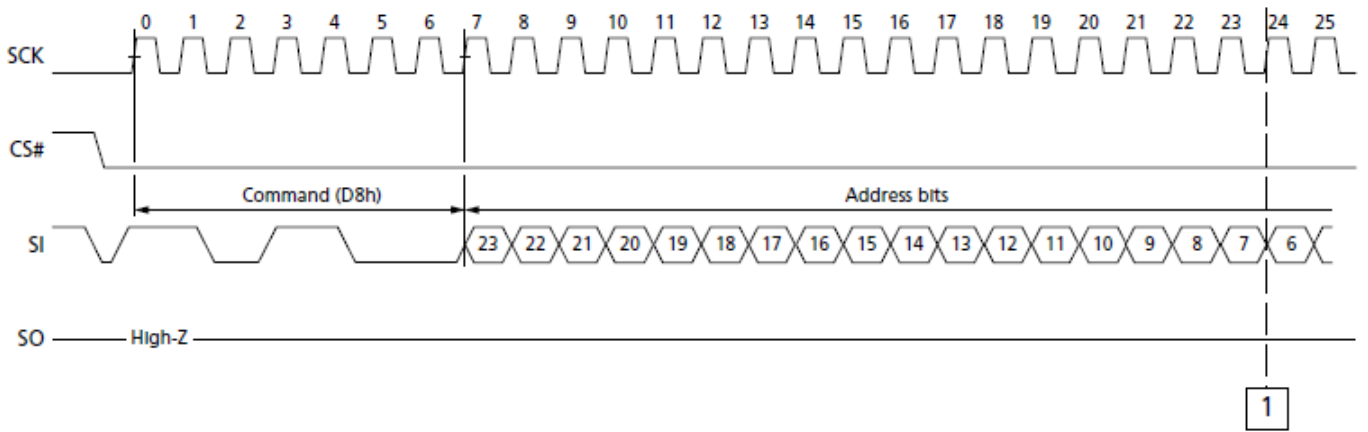 0 1 2 3 4 5 6 7 8 9 10 11 12 13 14 15 16 17 18 19 20 21 22 23 24 25
SCK
CS#
Command (D8h) Address bits
SI 23 22 21 20 19 18 17 16 15 14 13 12 11 10 9 8 7 6
SO High-Z
1